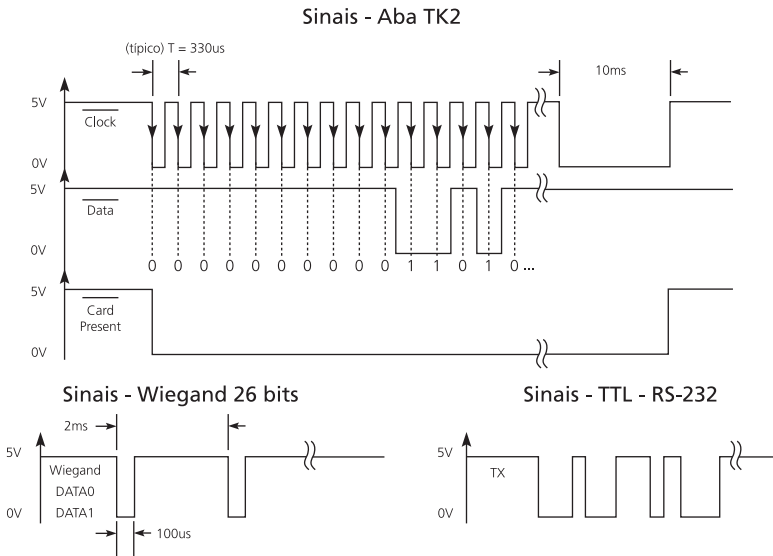 Sinais - Aba TK2
(típico) T = 330us
10ms
5V
Clock
0V
5V
Data
0V
0 0 0 0 0 0 0 0 0 0 1 1 0 1 0 ...
5V
Card
Present
0V
Sinais - Wiegand 26 bits
2ms
5V
Wiegand
DATA0
0V
DATA1
100us
Sinais - TTL - RS-232
5V
TX
0V